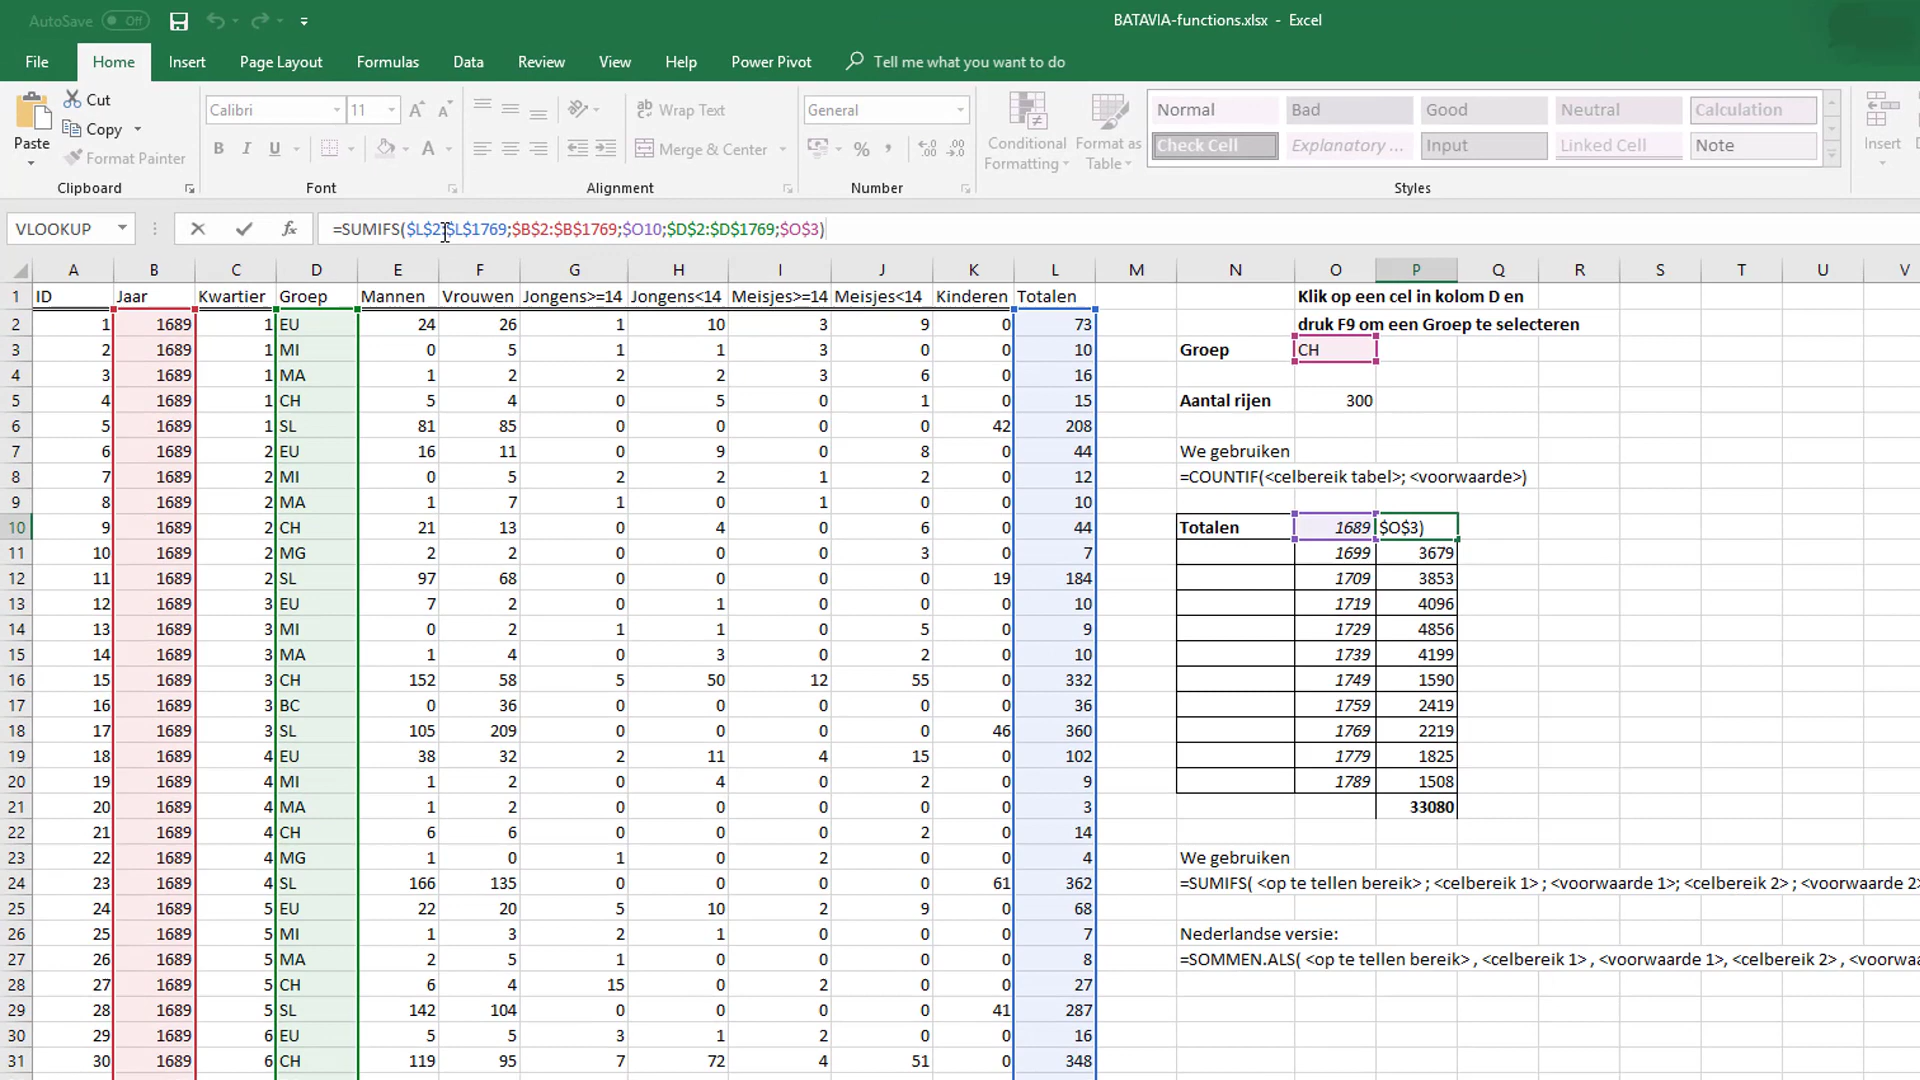 AutoSave Off
BATAVIA-functions.xlsx - Excel
File Home Insert Page Layout Formulas Data Review View Help Power Pivot Tell me what you want to do
Paste Cut Copy Format Painter Clipboard
Calibri 11 B I U A Font
ab Wrap Text Merge & Center Alignment
General % Number
Conditional Formatting Format as Table
Normal Bad Good Neutral Calculation
Check Cell Explanatory ... Input Linked Cell Note
Styles
Insert
VLOOKUP fx =SUMIFS($L$2:$L$1769;$B$2:$B$1769;$O10;$D$2:$D$1769;$O$3)
A B C D E F G H I J K L M N O P Q R S T U V
1 ID Jaar Kwartier Groep Mannen Vrouwen Jongens>=14 Jongens<14 Meisjes>=14 Meisjes<14 Kinderen Totalen Klik op een cel in kolom D en
2 1 1689 1 EU 24 26 1 10 3 9 0 73 druk F9 om een Groep te selecteren
3 2 1689 1 MI 0 5 1 1 3 0 0 10 Groep CH
4 3 1689 1 MA 1 2 2 2 3 6 0 16
5 4 1689 1 CH 5 4 0 5 0 1 0 15 Aantal rijen 300
6 5 1689 1 SL 81 85 0 0 0 0 42 208
7 6 1689 2 EU 16 11 0 9 0 8 0 44 We gebruiken
8 7 1689 2 MI 0 5 2 2 1 2 0 12 =COUNTIF(<celbereik tabel>; <voorwaarde>)
9 8 1689 2 MA 1 7 1 0 1 0 0 10
10 9 1689 2 CH 21 13 0 4 0 6 0 44 Totalen 1689 $O$3)
11 10 1689 2 MG 2 2 0 0 0 3 0 7 1699 3679
12 11 1689 2 SL 97 68 0 0 0 0 19 184 1709 3853
13 12 1689 3 EU 7 2 0 1 0 0 0 10 1719 4096
14 13 1689 3 MI 0 2 1 1 0 5 0 9 1729 4856
15 14 1689 3 MA 1 4 0 3 0 2 0 10 1739 4199
16 15 1689 3 CH 152 58 5 50 12 55 0 332 1749 1590
17 16 1689 3 BC 0 36 0 0 0 0 0 36 1759 2419
18 17 1689 3 SL 105 209 0 0 0 0 46 360 1769 2219
19 18 1689 4 EU 38 32 2 11 4 15 0 102 1779 1825
20 19 1689 4 MI 1 2 0 4 0 2 0 9 1789 1508
21 20 1689 4 MA 1 2 0 0 0 0 0 3 33080
22 21 1689 4 CH 6 6 0 0 0 2 0 14
23 22 1689 4 MG 1 0 1 0 2 0 0 4 We gebruiken
24 23 1689 4 SL 166 135 0 0 0 0 61 362 =SUMIFS( <op te tellen bereik> ; <celbereik 1> ; <voorwaarde 1>; <celbereik 2> ; <voorwaarde 2>
25 24 1689 5 EU 22 20 5 10 2 9 0 68
26 25 1689 5 MI 1 3 2 1 0 0 0 7 Nederlandse versie:
27 26 1689 5 MA 2 5 1 0 0 0 0 8 =SOMMEN.ALS( <op te tellen bereik> , <celbereik 1> , <voorwaarde 1>, <celbereik 2> ,
28 27 1689 5 CH 6 4 15 0 2 0 0 27
29 28 1689 5 SL 142 104 0 0 0 0 41 287
30 29 1689 6 EU 5 5 3 1 2 0 0 16
31 30 1689 6 CH 119 95 7 72 4 51 0 348